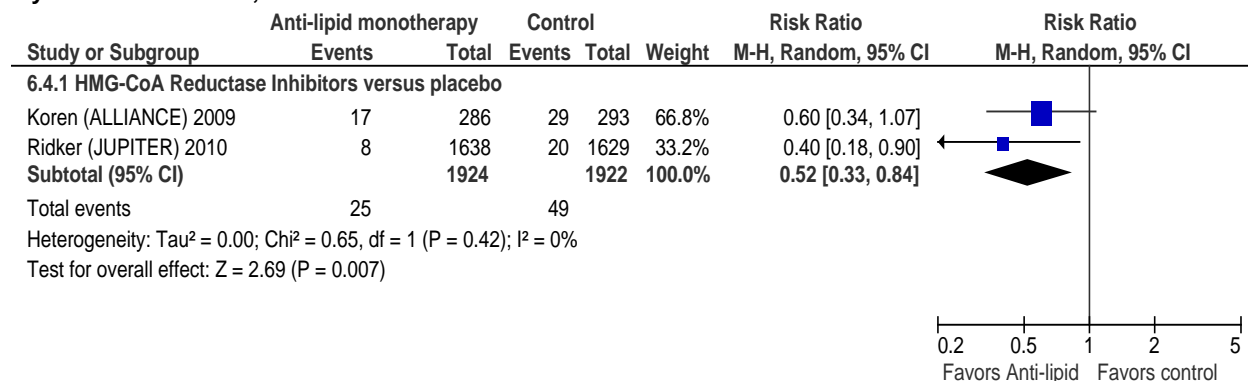 Anti-lipid monotherapy Control Risk Ratio Risk Ratio
Study or Subgroup Events Total Events Total Weight M-H, Random, 95% CI M-H, Random, 95% CI
6.4.1 HMG-CoA Reductase Inhibitors versus placebo
Koren (ALLIANCE) 2009 17 286 29 293 66.8% 0.60 [0.34, 1.07]
Ridker (JUPITER) 2010 8 1638 20 1629 33.2% 0.40 [0.18, 0.90]
Subtotal (95% CI) 1924 1922 100.0% 0.52 [0.33, 0.84]
Total events 25 49
Heterogeneity: Tau² = 0.00; Chi² = 0.65, df = 1 (P = 0.42); I² = 0%
Test for overall effect: Z = 2.69 (P = 0.007)
0.2 0.5 1 2 5
Favors Anti-lipid Favors control